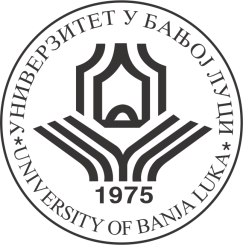 УНИВЕРЗИТЕТ У БАЊОЈ ЛУЦИ
1975
UNIVERSITY OF BANJA LUKA